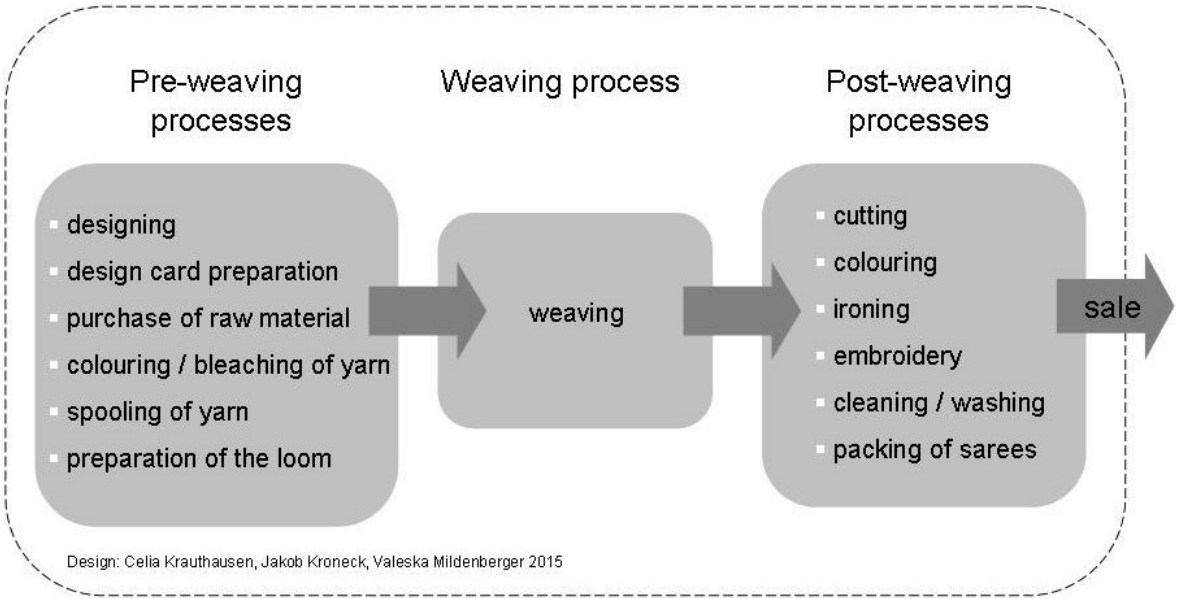 Pre-weaving
processes
designing
design card preparation
purchase of raw material
colouring / bleaching of yarn
spooling of yarn
preparation of the loom
Weaving process
weaving
Post-weaving
processes
cutting
colouring
ironing
embroidery
cleaning / washing
packing of sarees
sale
Design: Celia Krauthausen, Jakob Kroneck, Valeska Mildenberger 2015